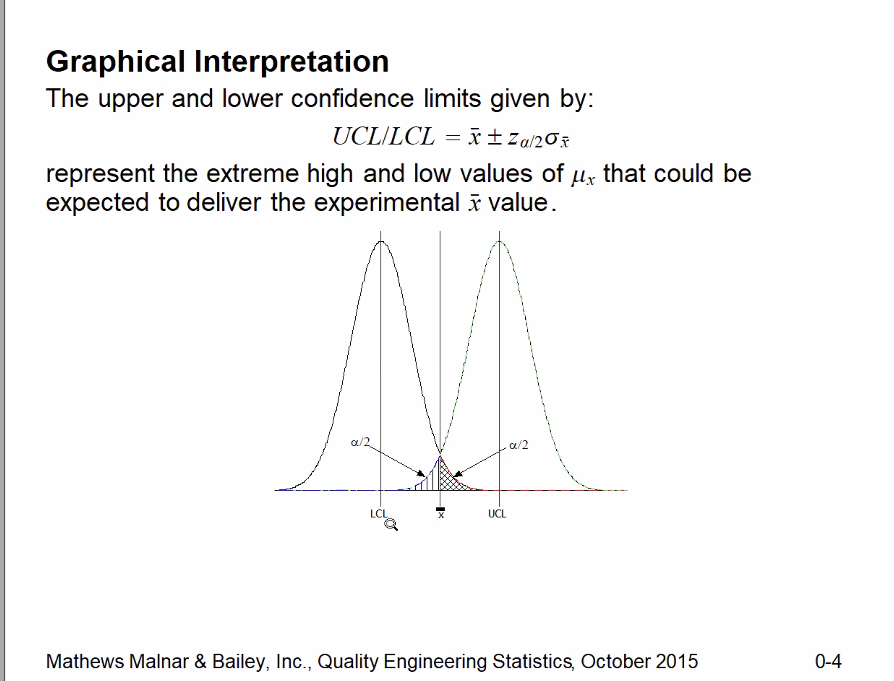 Graphical Interpretation
The upper and lower confidence limits given by:
UCL/LCL = x̄ ± z_{α/2}σ_{x̄}
represent the extreme high and low values of μₓ that could be
expected to deliver the experimental x̄ value.
α/2
α/2
LCL
x̄
UCL
Mathews Malnar & Bailey, Inc., Quality Engineering Statistics, October 2015
0-4